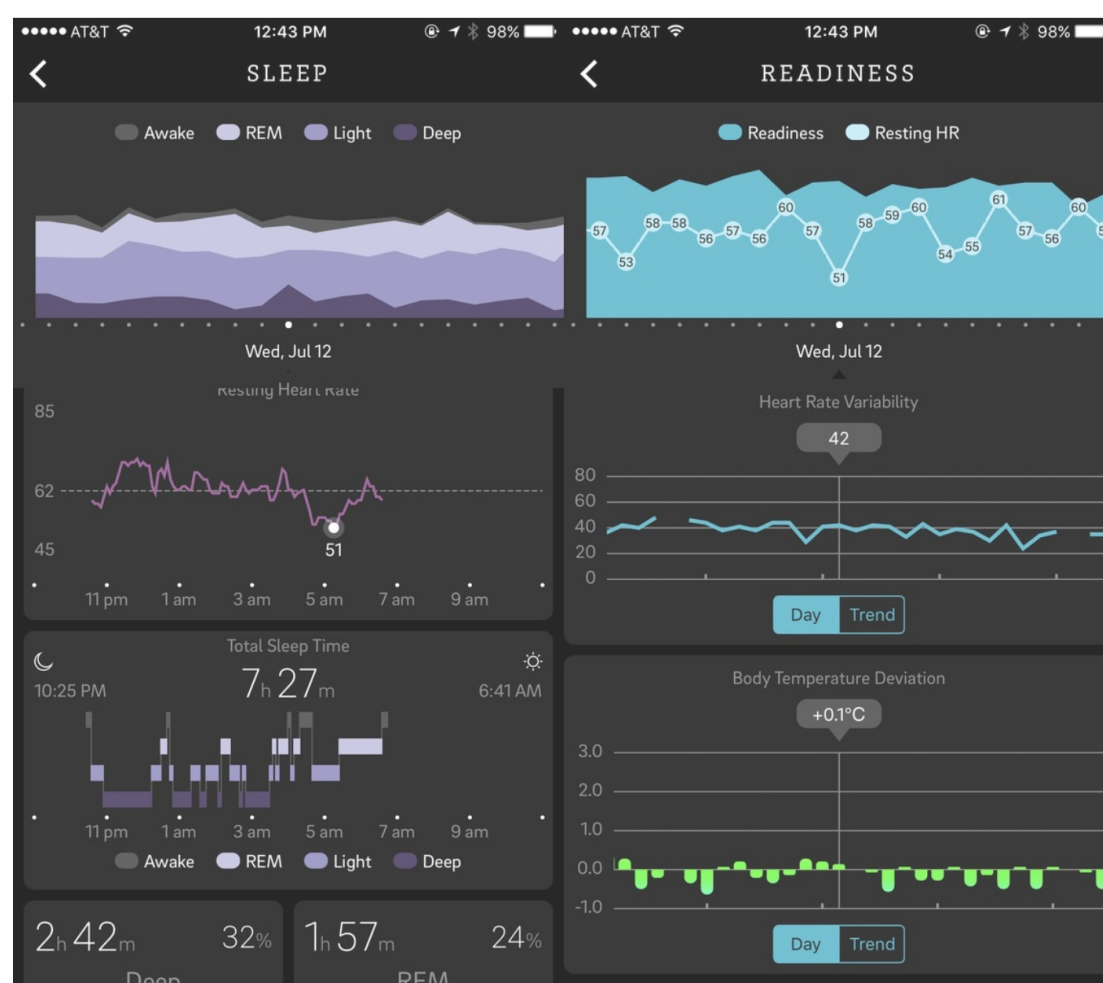 AT&T 12:43 PM 98%
SLEEP
Awake REM Light Deep
Wed, Jul 12
Resting Heart Rate
85
62
51
45
11 pm 1 am 3 am 5 am 7 am 9 am
Total Sleep Time
10:25 PM 7h 27m 6:41 AM
11 pm 1 am 3 am 5 am 7 am 9 am
Awake REM Light Deep
2h 42m 32%
Deep
1h 57m 24%
REM
AT&T 12:43 PM 98%
READINESS
Readiness Resting HR
57 53 58 58 56 57 56 60 57 51 58 59 60 54 55 61 57 56 60
Wed, Jul 12
Heart Rate Variability
42
80
60
40
20
0
Day Trend
Body Temperature Deviation
+0.1°C
3.0
2.0
1.0
0.0
-1.0
Day Trend